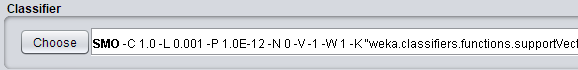 Classifier
Choose SMO -C 1.0 -L 0.001 -P 1.0E-12 -N 0 -V -1 -W 1 -K "weka.classifiers.functions.supportVect